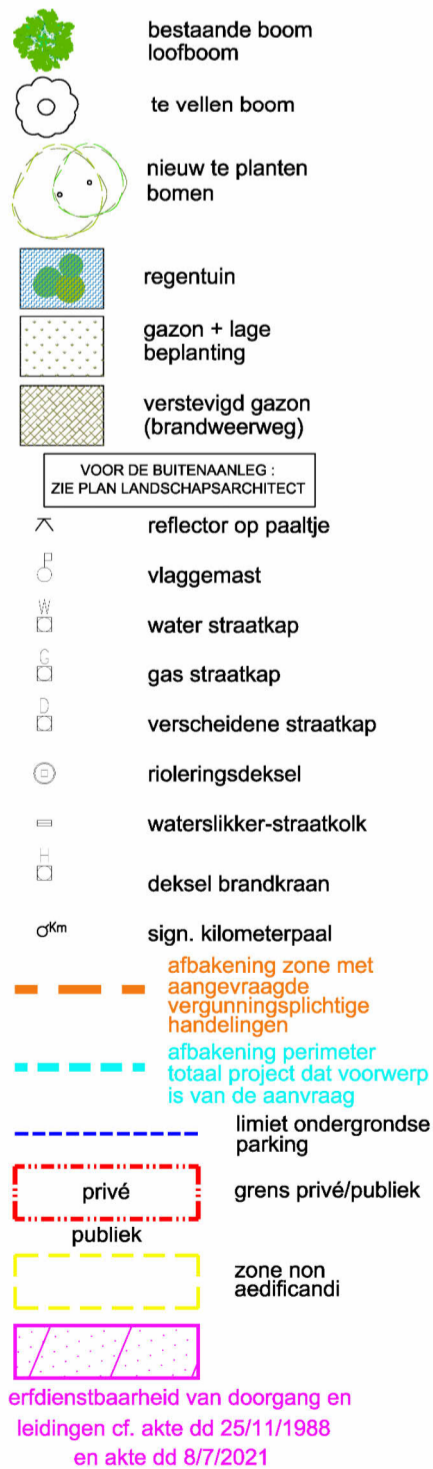 bestaande boom
loofboom
te vellen boom
nieuw te planten
bomen
regentuin
gazon + lage
beplanting
verstevigd gazon
(brandweerweg)
VOOR DE BUITENAANLEG :
ZIE PLAN LANDSCHAPSARCHITECT
reflector op paaltje
P
vlaggemast
W
water straatkap
G
gas straatkap
D
verscheidene straatkap
rioleringsdeksel
waterslikker-straatkolk
H
deksel brandkraan
Km
sign. kilometerpaal
afbakening zone met
aangevraagde
vergunningsplichtige
handelingen
afbakening perimeter
totaal project dat voorwerp
is van de aanvraag
limiet ondergrondse
parking
privé
grens privé/publiek
publiek
zone non
aedificandi
erfdienstbaarheid van doorgang en
leidingen cf. akte dd 25/11/1988
en akte dd 8/7/2021